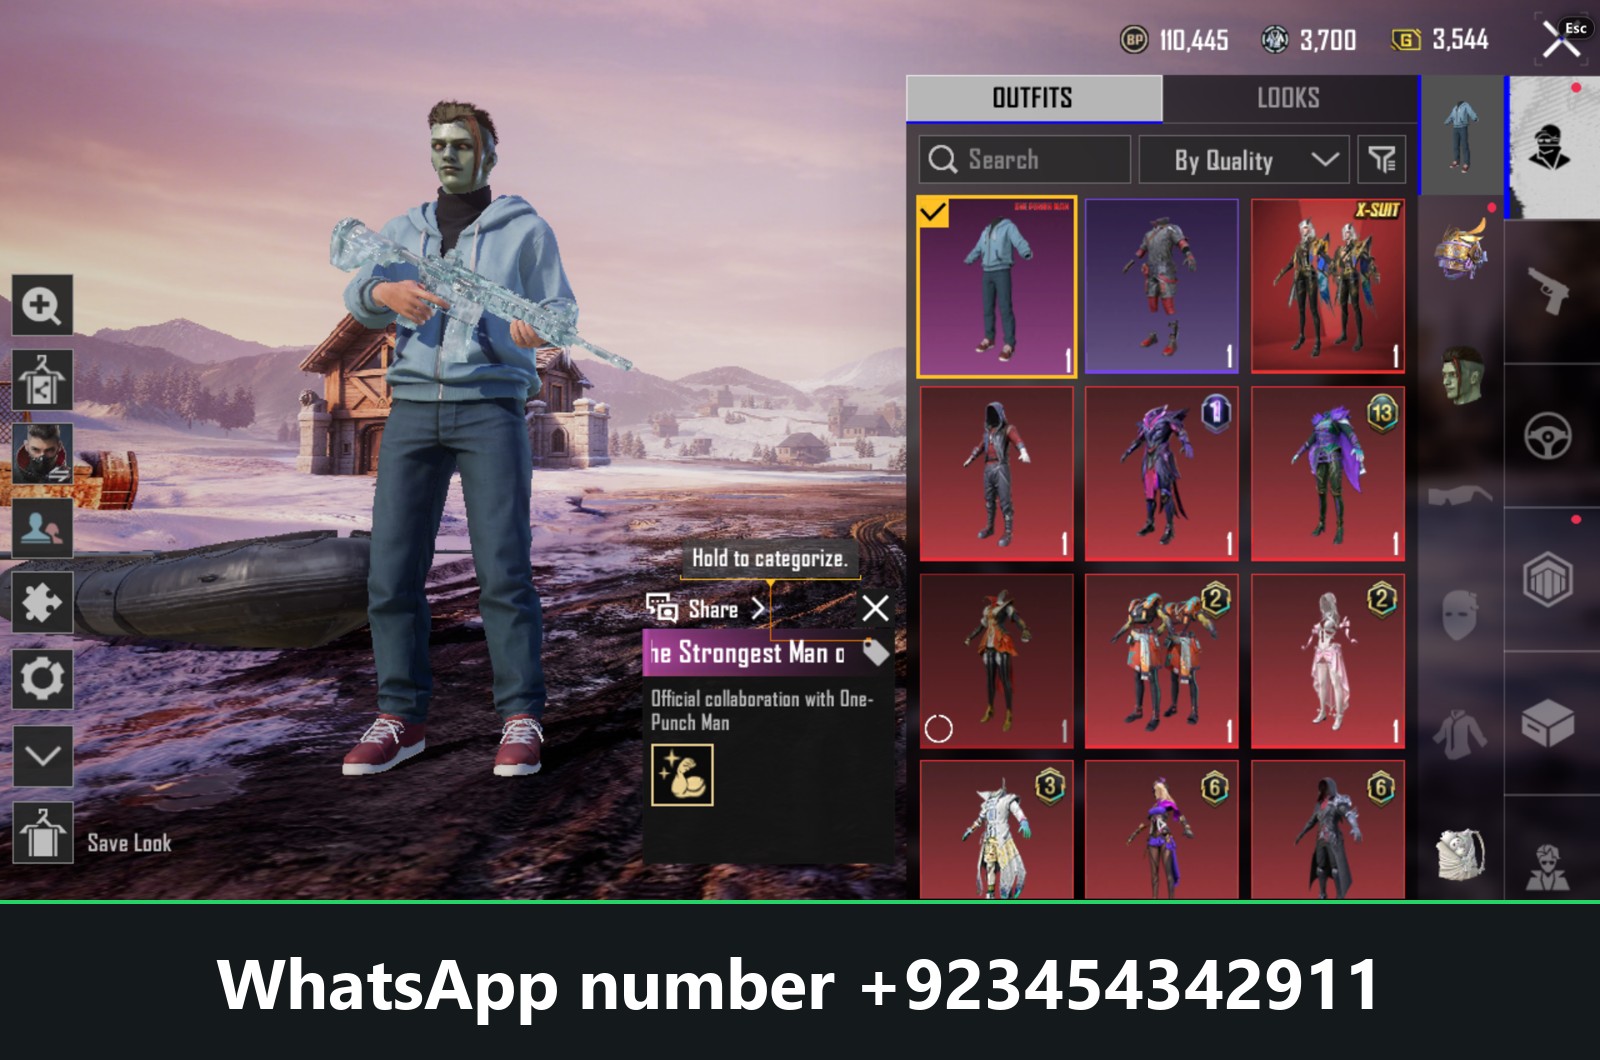 BP 110,445 3,700 G 3,544 Esc
OUTFITS LOOKS
Search By Quality
X-SUIT
1 1 1
1 13
1 1 1
2 2
1 1 1
3 6 6
Hold to categorize.
Share
he Strongest Man o
Official collaboration with One-
Punch Man
Save Look
WhatsApp number +923454342911